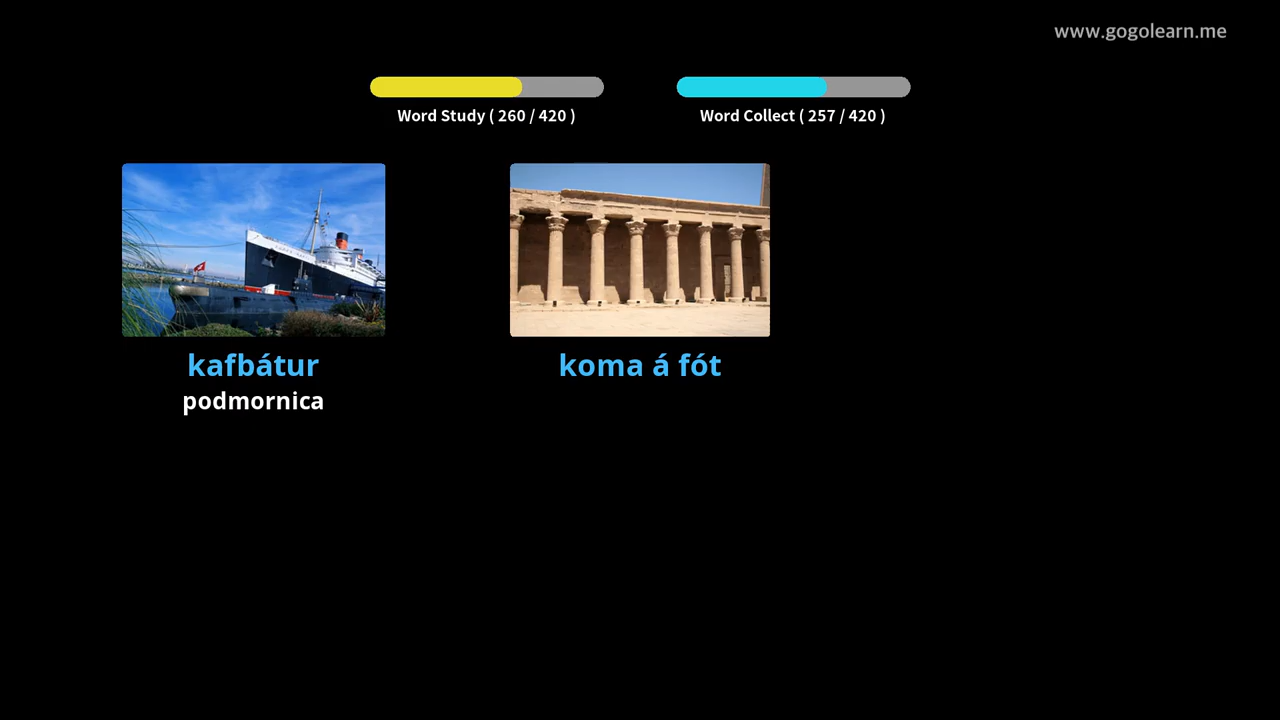 www.gogolearn.me
Word Study ( 260 / 420 )
Word Collect ( 257 / 420 )
kafbátur
podmornica
koma á fót